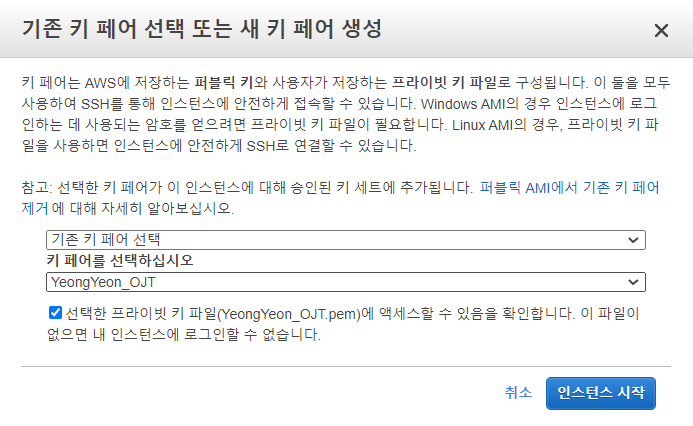 기존 키 페어 선택 또는 새 키 페어 생성
키 페어는 AWS에 저장하는 퍼블릭 키와 사용자가 저장하는 프라이빗 키 파일로 구성됩니다. 이 둘을 모두
사용하여 SSH를 통해 인스턴스에 안전하게 접속할 수 있습니다. Windows AMI의 경우 인스턴스에 로그
인하는 데 사용되는 암호를 얻으려면 프라이빗 키 파일이 필요합니다. Linux AMI의 경우, 프라이빗 키 파
일을 사용하면 인스턴스에 안전하게 SSH로 연결할 수 있습니다.
참고: 선택한 키 페어가 이 인스턴스에 대해 승인된 키 세트에 추가됩니다. 퍼블릭 AMI에서 기존 키 페어
제거에 대해 자세히 알아보십시오.
기존 키 페어 선택
키 페어를 선택하십시오
YeongYeon_OJT
선택한 프라이빗 키 파일(YeongYeon_OJT.pem)에 액세스할 수 있음을 확인합니다. 이 파일이
없으면 내 인스턴스에 로그인할 수 없습니다.
취소 인스턴스 시작